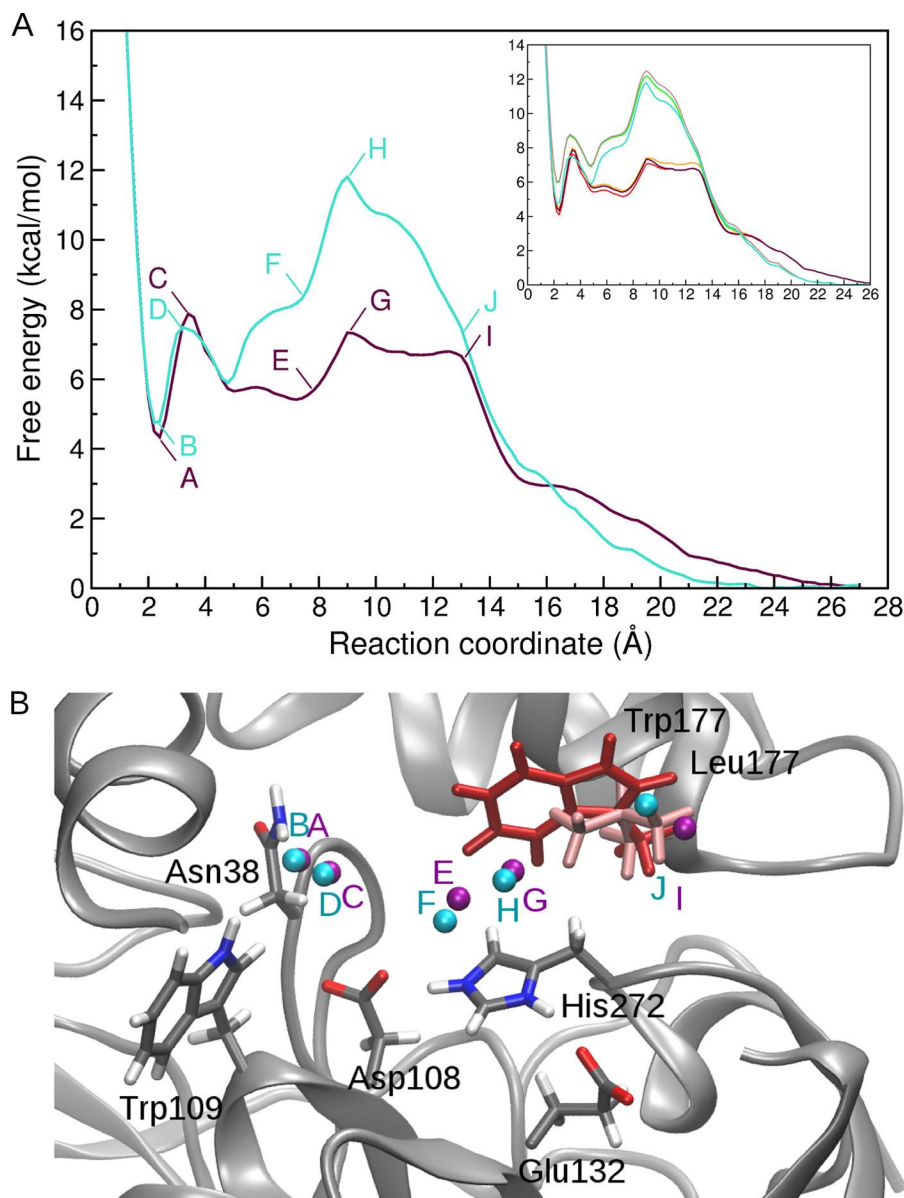 A
Free energy (kcal/mol)
16
14
12
10
8
6
4
2
0
0 2 4 6 8 10 12 14 16 18 20 22 24 26 28
Reaction coordinate (Å)
C
D
B
A
F
E
H
G
J
I
14
12
10
8
6
4
2
0
0 2 4 6 8 10 12 14 16 18 20 22 24 26
B
Trp177
Leu177
B A
Asn38
D C
E
F
H G
J I
His272
Asp108
Trp109
Glu132